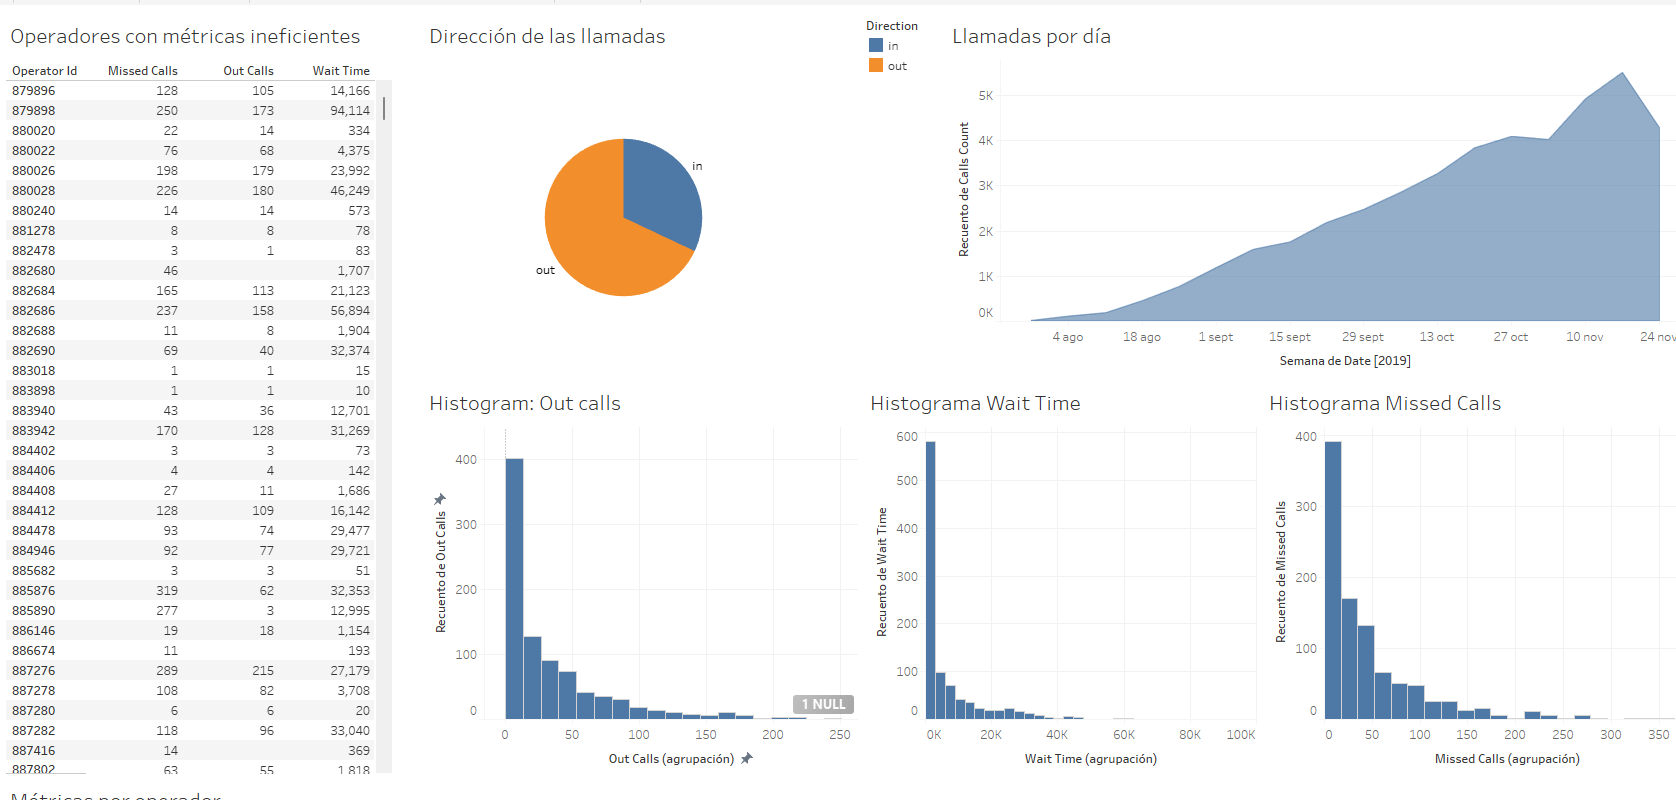 Operadores con métricas ineficientes
Operator Id Missed Calls Out Calls Wait Time
879896 128 105 14,166
879898 250 173 94,114
880020 22 14 334
880022 76 68 4,375
880026 198 179 23,992
880028 226 180 46,249
880240 14 14 573
881278 8 8 78
882478 3 1 83
882680 46 1,707
882684 165 113 21,123
882686 237 158 56,894
882688 11 8 1,904
882690 69 40 32,374
883018 1 1 15
883898 1 1 10
883940 43 36 12,701
883942 170 128 31,269
884402 3 3 73
884406 4 4 142
884408 27 11 1,686
884412 128 109 16,142
884478 93 74 29,477
884946 92 77 29,721
885682 3 3 51
885876 319 62 32,353
885890 277 3 12,995
886146 19 18 1,154
886674 11 193
887276 289 215 27,179
887278 108 82 3,708
887280 6 6 20
887282 118 96 33,040
887416 14 369
887802 63 55 1,818
Métricas por operador
Dirección de las llamadas
in
out
Direction
in
out
Llamadas por día
Recuento de Calls Count
5K
4K
3K
2K
1K
0K
4 ago 18 ago 1 sept 15 sept 29 sept 13 oct 27 oct 10 nov 24 nov
Semana de Date [2019]
Histogram: Out calls
Recuento de Out Calls
400
300
200
100
0
1 NULL
0 50 100 150 200 250
Out Calls (agrupación)
Histograma Wait Time
Recuento de Wait Time
600
500
400
300
200
100
0
0K 20K 40K 60K 80K 100K
Wait Time (agrupación)
Histograma Missed Calls
Recuento de Missed Calls
400
300
200
100
0
0 50 100 150 200 250 300 350
Missed Calls (agrupación)